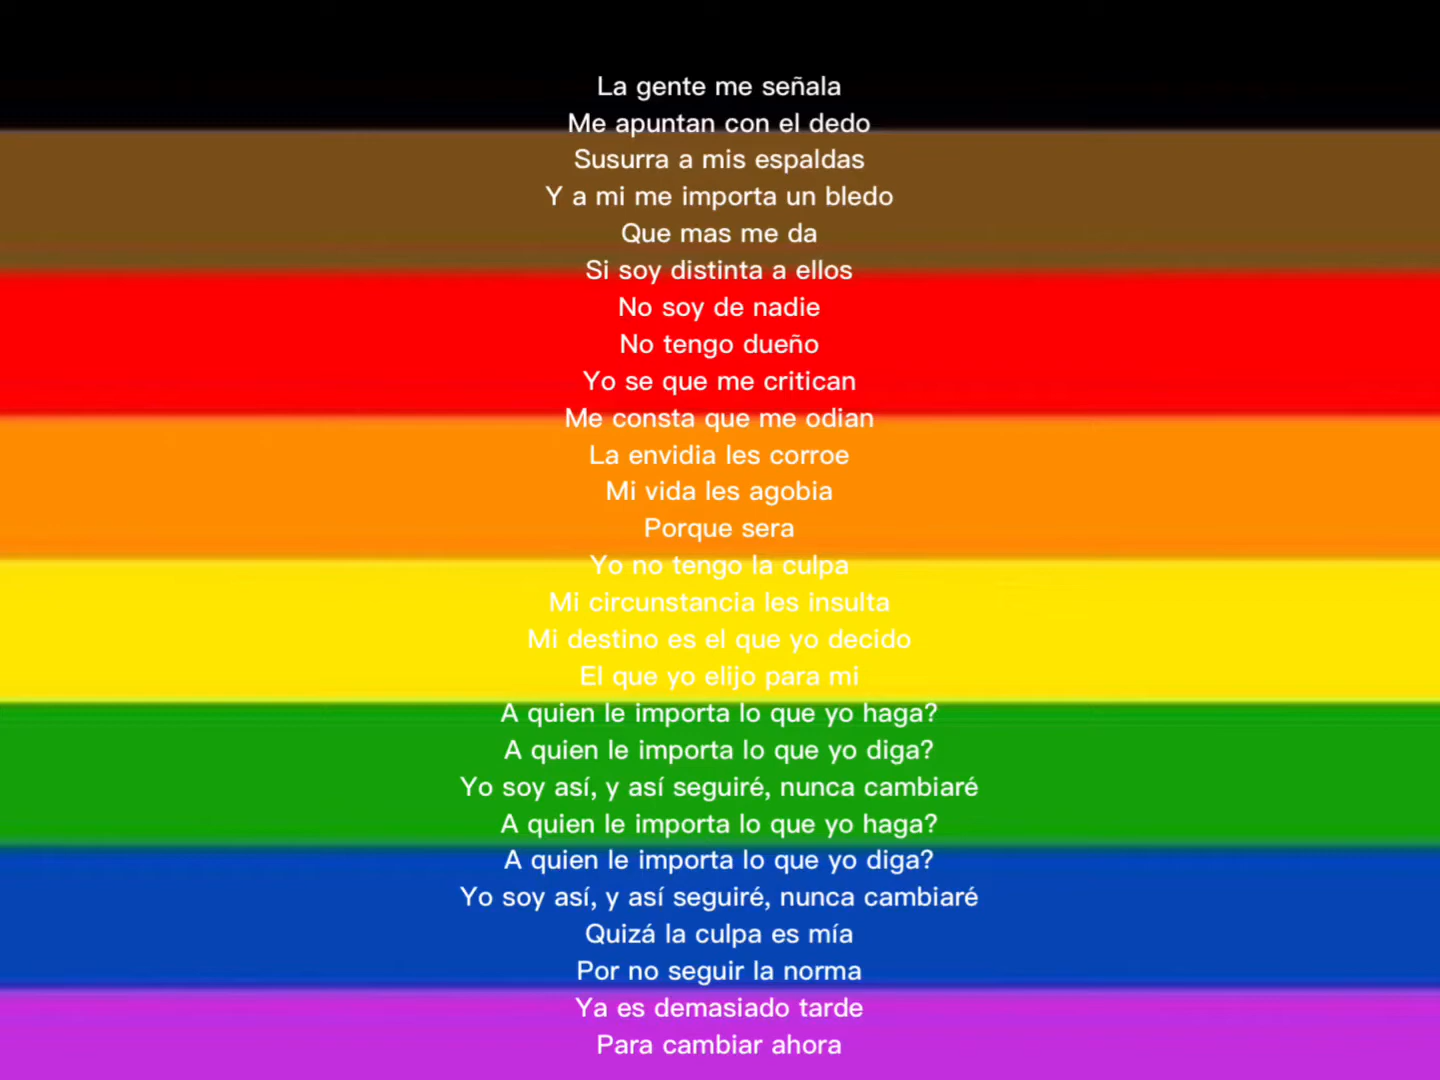 La gente me señala
Me apuntan con el dedo
Susurra a mis espaldas
Y a mi me importa un bledo
Que mas me da
Si soy distinta a ellos
No soy de nadie
No tengo dueño
Yo se que me critican
Me consta que me odian
La envidia les corroe
Mi vida les agobia
Porque sera
Yo no tengo la culpa
Mi circunstancia les insulta
Mi destino es el que yo decido
El que yo elijo para mi
A quien le importa lo que yo haga?
A quien le importa lo que yo diga?
Yo soy así, y así seguiré, nunca cambiaré
A quien le importa lo que yo haga?
A quien le importa lo que yo diga?
Yo soy así, y así seguiré, nunca cambiaré
Quizá la culpa es mía
Por no seguir la norma
Ya es demasiado tarde
Para cambiar ahora